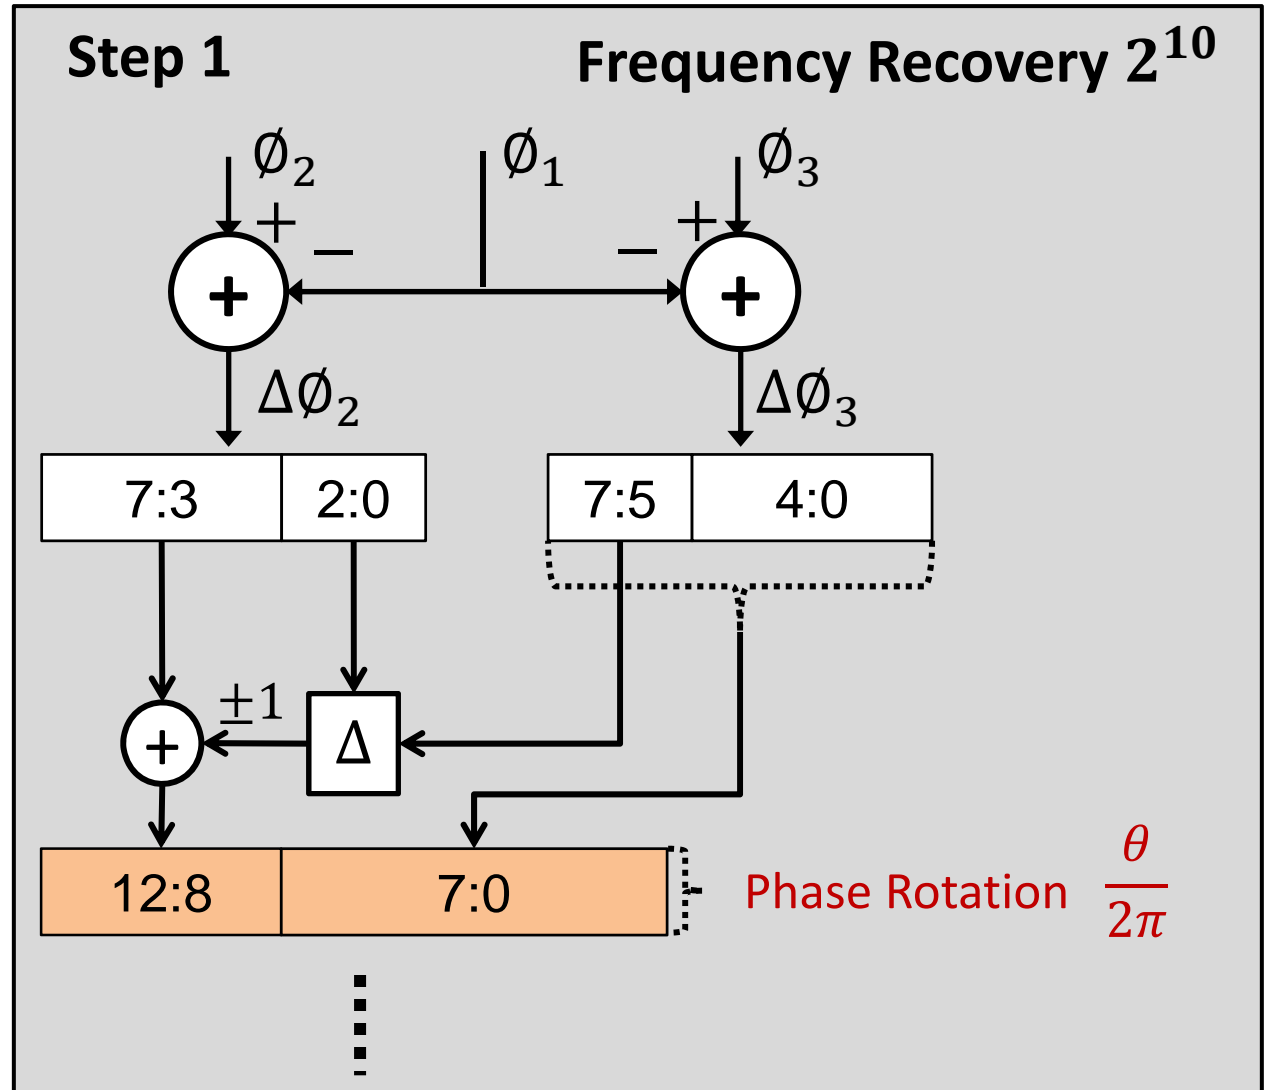 Step 1
Frequency Recovery 2^10
∅2 ∅1 ∅3
+ − − +
+ +
Δ∅2 Δ∅3
7:3 2:0 7:5 4:0
±1
+ Δ
12:8 7:0
Phase Rotation θ/2π